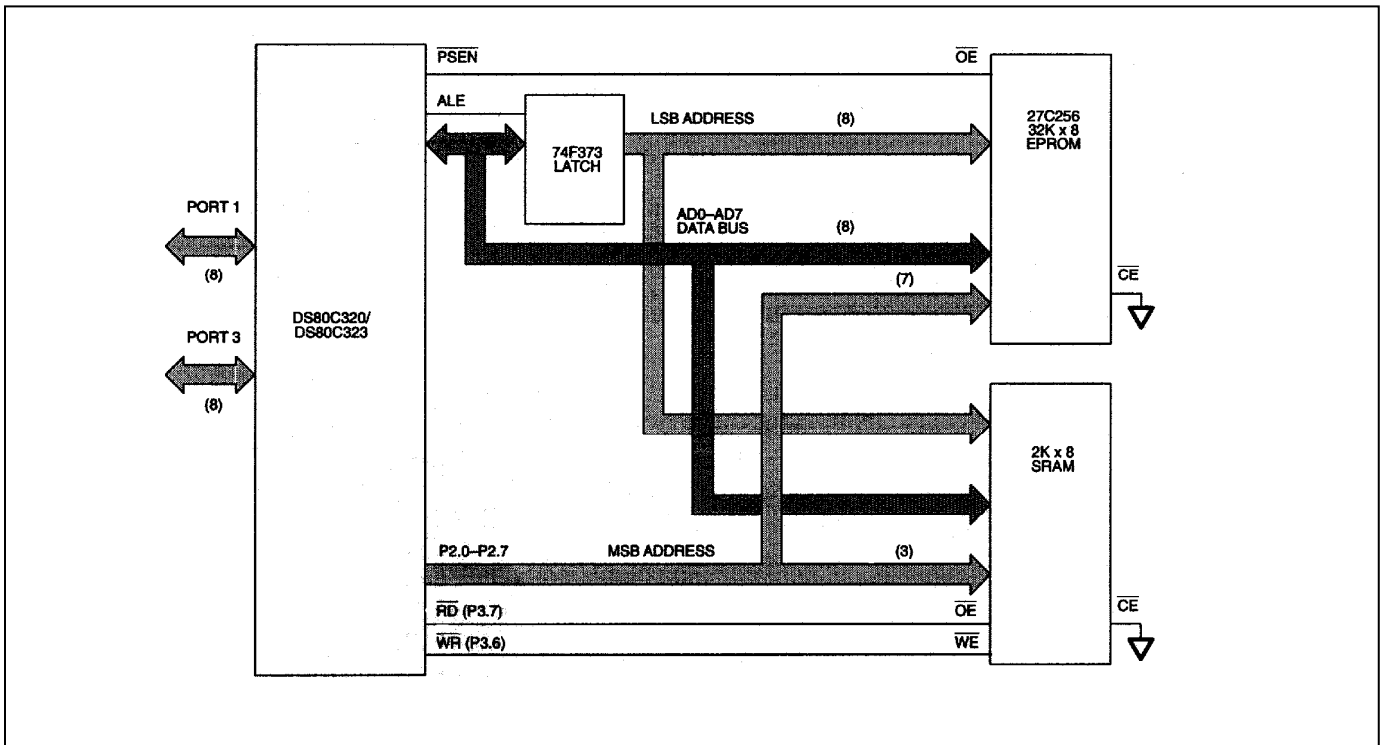 PSEN
OE
ALE
LSB ADDRESS
(8)
27C256
32K x 8
EPROM
74F373
LATCH
PORT 1
(8)
AD0–AD7
DATA BUS
(8)
(7)
CE
DS80C320/
DS80C323
PORT 3
(8)
2K x 8
SRAM
P2.0–P2.7
MSB ADDRESS
(3)
RD (P3.7)
OE
CE
WR (P3.6)
WE